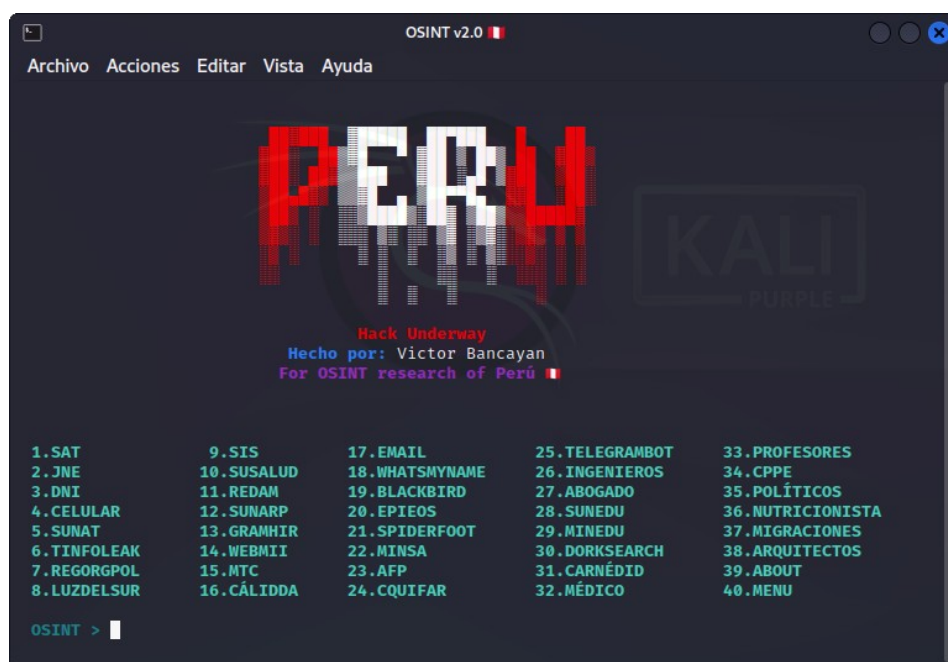 OSINT v2.0
Archivo Acciones Editar Vista Ayuda
PERU
KALI
PURPLE
Hack Underway
Hecho por: Victor Bancayan
For OSINT research of Perú
1.SAT 9.SIS 17.EMAIL 25.TELEGRAMBOT 33.PROFESORES
2.JNE 10.SUSALUD 18.WHATSMYNAME 26.INGENIEROS 34.CPPE
3.DNI 11.REDAM 19.BLACKBIRD 27.ABOGADO 35.POLÍTICOS
4.CELULAR 12.SUNARP 20.EPIEOS 28.SUNEDU 36.NUTRICIONISTA
5.SUNAT 13.GRAMHIR 21.SPIDERFOOT 29.MINEDU 37.MIGRACIONES
6.TINFOLEAK 14.WEBMII 22.MINSA 30.DORKSEARCH 38.ARQUITECTOS
7.REGORGPOL 15.MTC 23.AFP 31.CARNÉDID 39.ABOUT
8.LUZDELSUR 16.CÁLIDDA 24.CQUIFAR 32.MÉDICO 40.MENU
OSINT >